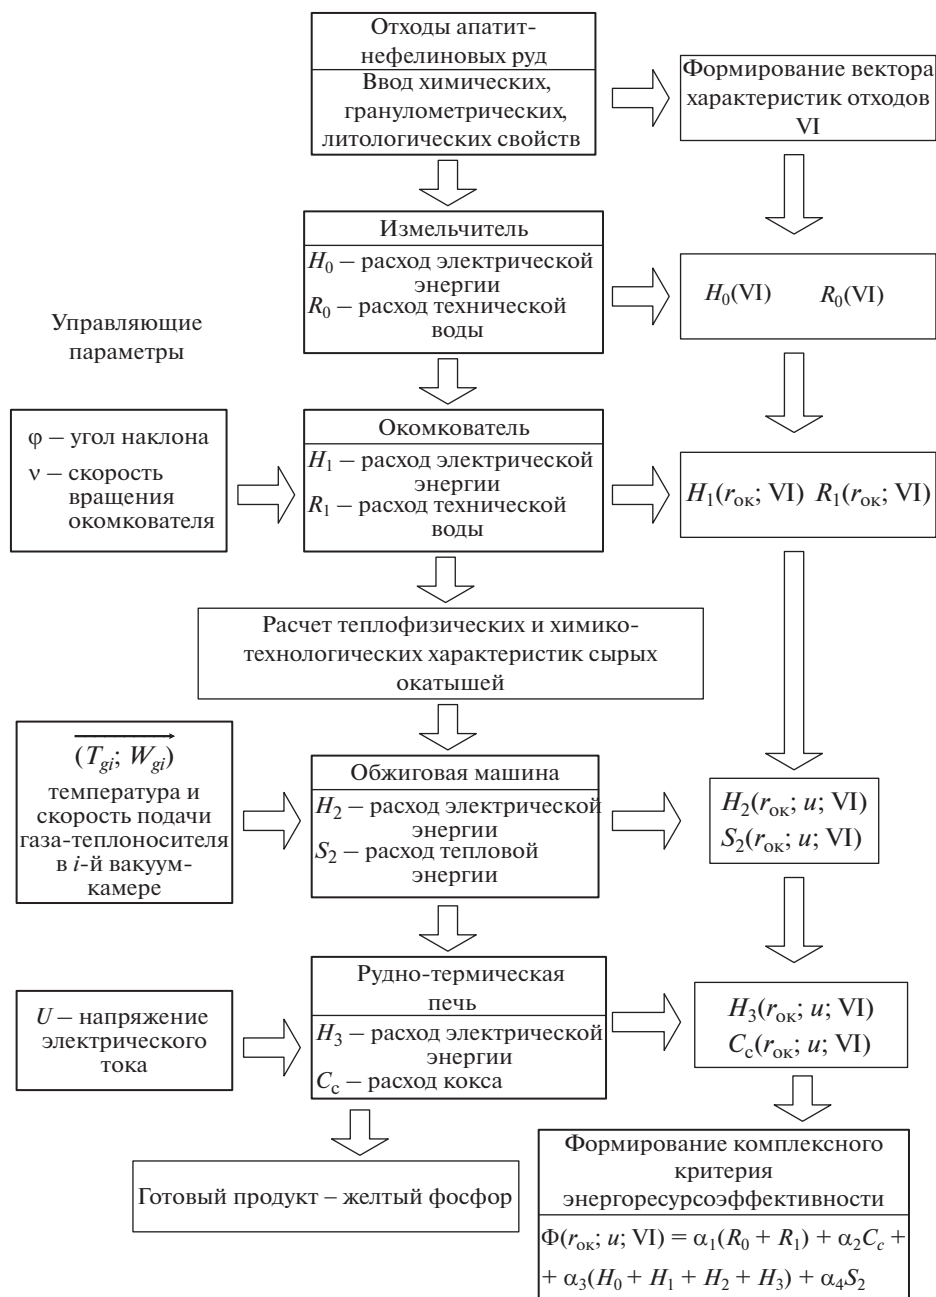 Отходы апатит-
нефелиновых руд
Ввод химических,
гранулометрических,
литологических свойств
Формирование вектора
характеристик отходов
VI
Измельчитель
H₀ – расход электрической
энергии
R₀ – расход технической
воды
H₀(VI) R₀(VI)
Управляющие
параметры
φ – угол наклона
ν – скорость
вращения
окомкователя
Окомкователь
H₁ – расход электрической
энергии
R₁ – расход технической
воды
H₁(rок; VI) R₁(rок; VI)
Расчет теплофизических и химико-
технологических характеристик сырых
окатышей
(Tgi; Wgi)
температура и
скорость подачи
газа-теплоносителя
в i-й вакуум-
камере
Обжиговая машина
H₂ – расход электрической
энергии
S₂ – расход тепловой
энергии
H₂(rок; u; VI)
S₂(rок; u; VI)
U – напряжение
электрического
тока
Рудно-термическая
печь
H₃ – расход электрической
энергии
Cс – расход кокса
H₃(rок; u; VI)
Cс(rок; u; VI)
Готовый продукт – желтый фосфор
Формирование комплексного
критерия
энергоресурсоэффективности
Φ(rок; u; VI) = α₁(R₀ + R₁) + α₂Cc +
+ α₃(H₀ + H₁ + H₂ + H₃) + α₄S₂